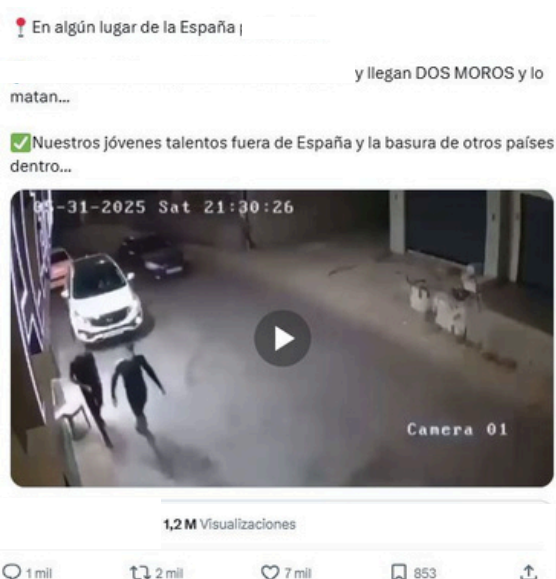 📍 En algún lugar de la España
y llegan DOS MOROS y lo
matan...
✅Nuestros jóvenes talentos fuera de España y la basura de otros países
dentro...
05-31-2025 Sat 21:30:26
Camera 01
1,2 M Visualizaciones
1 mil 2 mil 7 mil 853